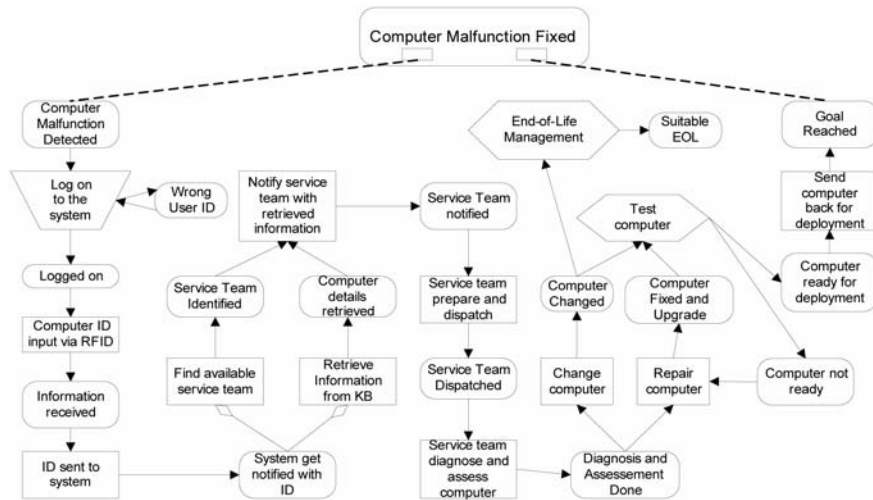 Computer Malfunction Fixed
Computer
Malfunction
Detected
Log on
to the
system
Wrong
User ID
Logged on
Computer ID
input via RFID
Information
received
ID sent to
system
Notify service
team with
retrieved
information
Service Team
Identified
Computer
details
retrieved
Find available
service team
Retrieve
Information
from KB
System get
notified with
ID
Service Team
notified
Service team
prepare and
dispatch
Service Team
Dispatched
Service team
diagnose and
assess
computer
End-of-Life
Management
Suitable
EOL
Test
computer
Computer
Changed
Computer
Fixed and
Upgrade
Change
computer
Repair
computer
Diagnosis and
Assessement
Done
Goal
Reached
Send
computer
back for
deployment
Computer
ready for
deployment
Computer not
ready